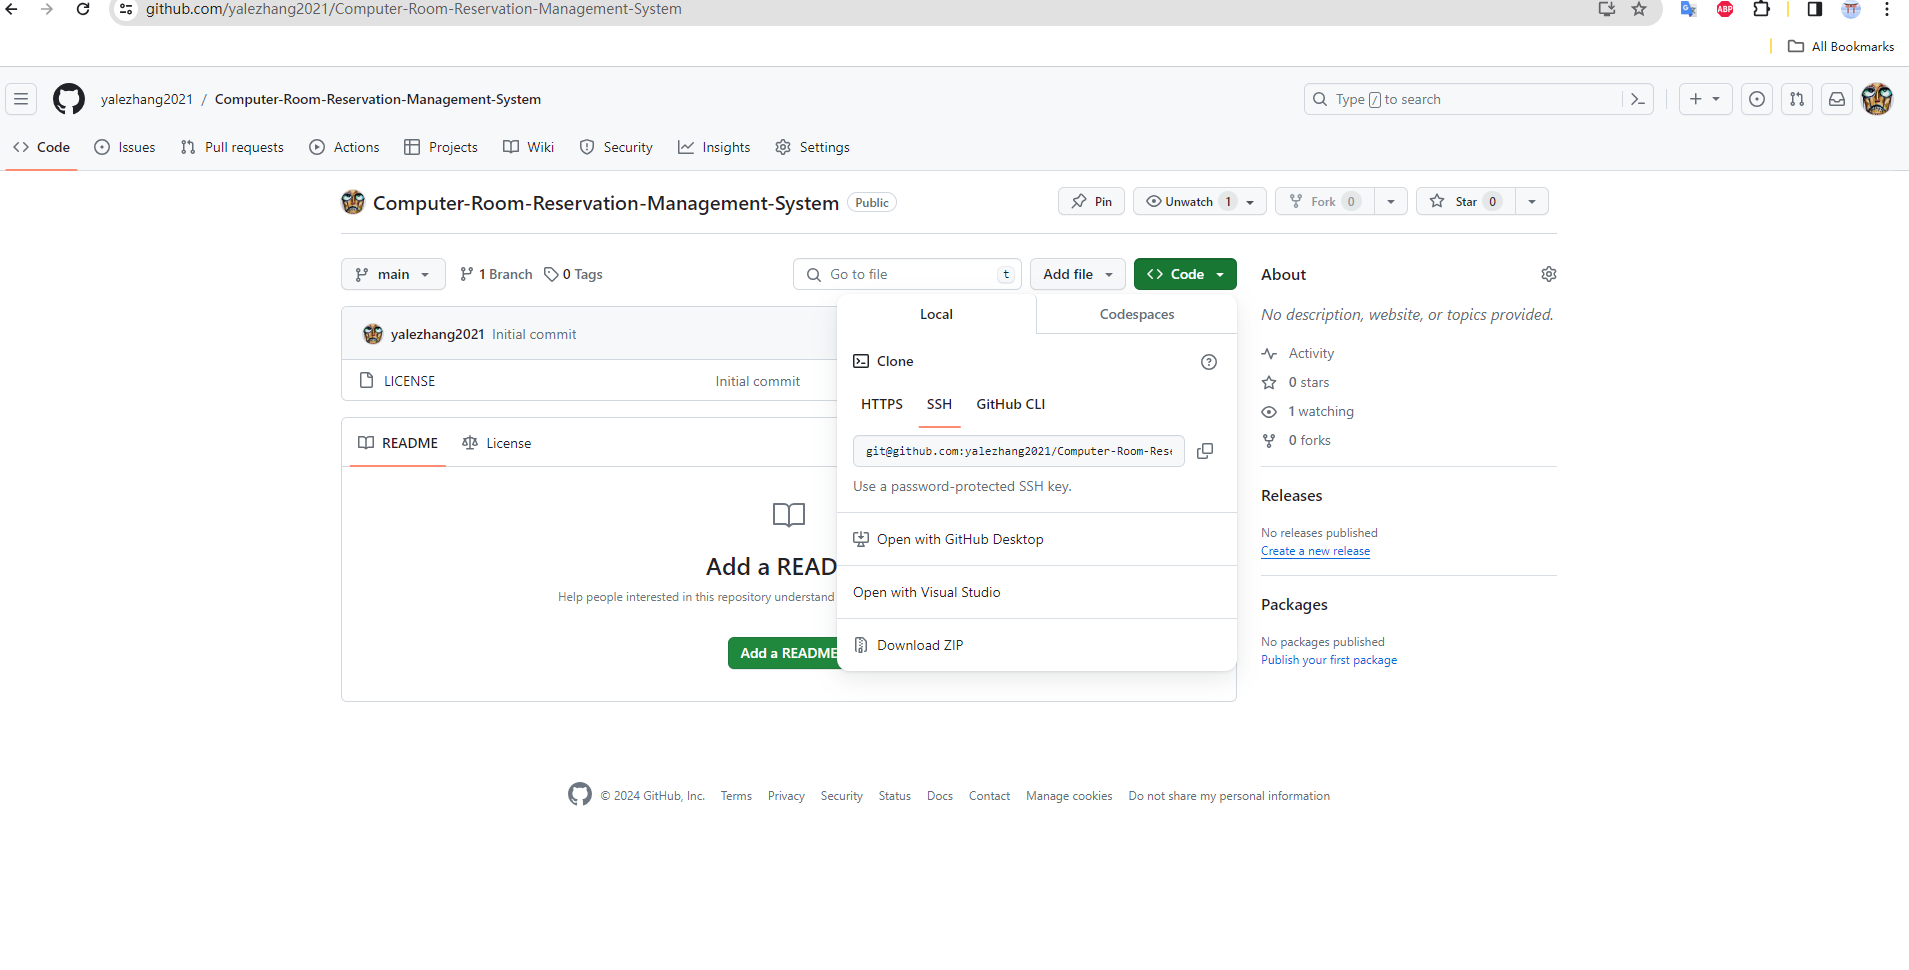 github.com/yalezhang2021/Computer-Room-Reservation-Management-System
ABP
All Bookmarks
yalezhang2021 / Computer-Room-Reservation-Management-System
Type / to search
Code Issues Pull requests Actions Projects Wiki Security Insights Settings
Computer-Room-Reservation-Management-System Public
Pin Unwatch 1 Fork 0 Star 0
main 1 Branch 0 Tags Go to file t Add file Code
yalezhang2021 Initial commit
LICENSE Initial commit
README License
Add a READ
Help people interested in this repository understand
Add a README
Local Codespaces
Clone
HTTPS SSH GitHub CLI
git@github.com:yalezhang2021/Computer-Room-Rese
Use a password-protected SSH key.
Open with GitHub Desktop
Open with Visual Studio
Download ZIP
About
No description, website, or topics provided.
Activity
0 stars
1 watching
0 forks
Releases
No releases published
Create a new release
Packages
No packages published
Publish your first package
© 2024 GitHub, Inc. Terms Privacy Security Status Docs Contact Manage cookies Do not share my personal information